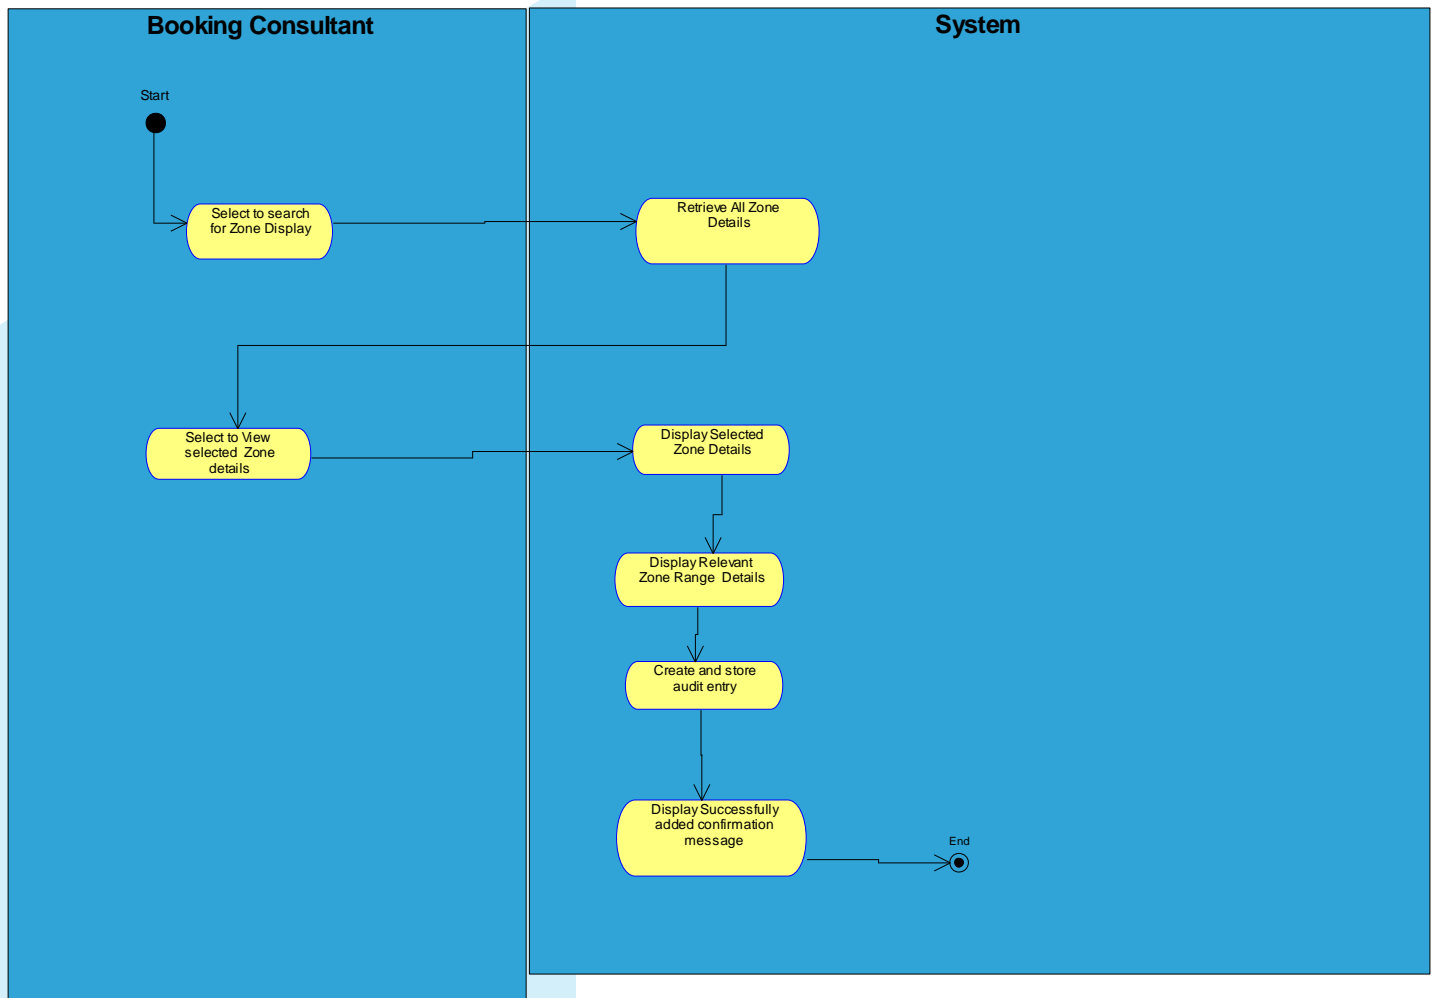 Booking Consultant
System
Start
Select to search
for Zone Display
Retrieve All Zone
Details
Select to View
selected Zone
details
Display Selected
Zone Details
Display Relevant
Zone Range Details
Create and store
audit entry
Display Successfully
added confirmation
message
End